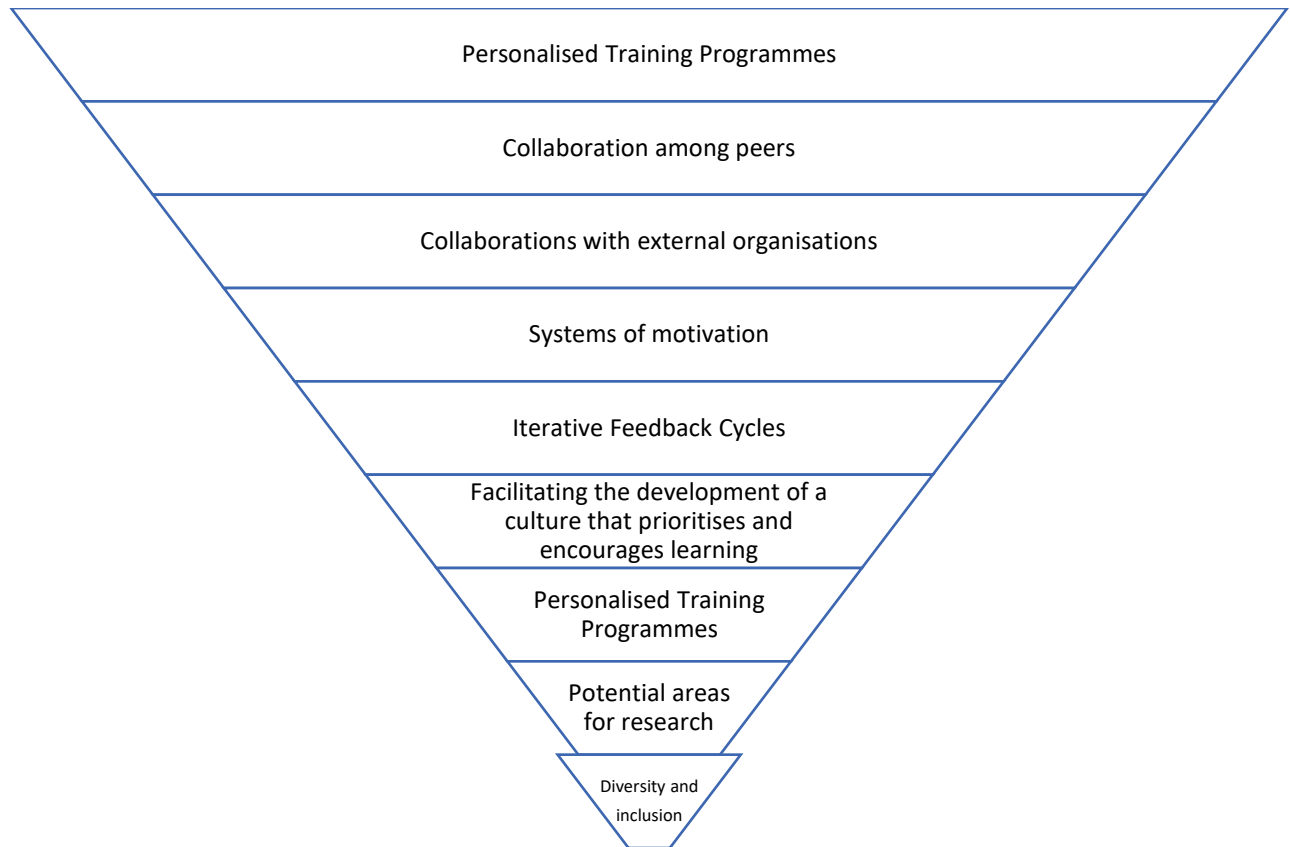 Personalised Training Programmes
Collaboration among peers
Collaborations with external organisations
Systems of motivation
Iterative Feedback Cycles
Facilitating the development of a
culture that prioritises and
encourages learning
Personalised Training
Programmes
Potential areas
for research
Diversity and
inclusion